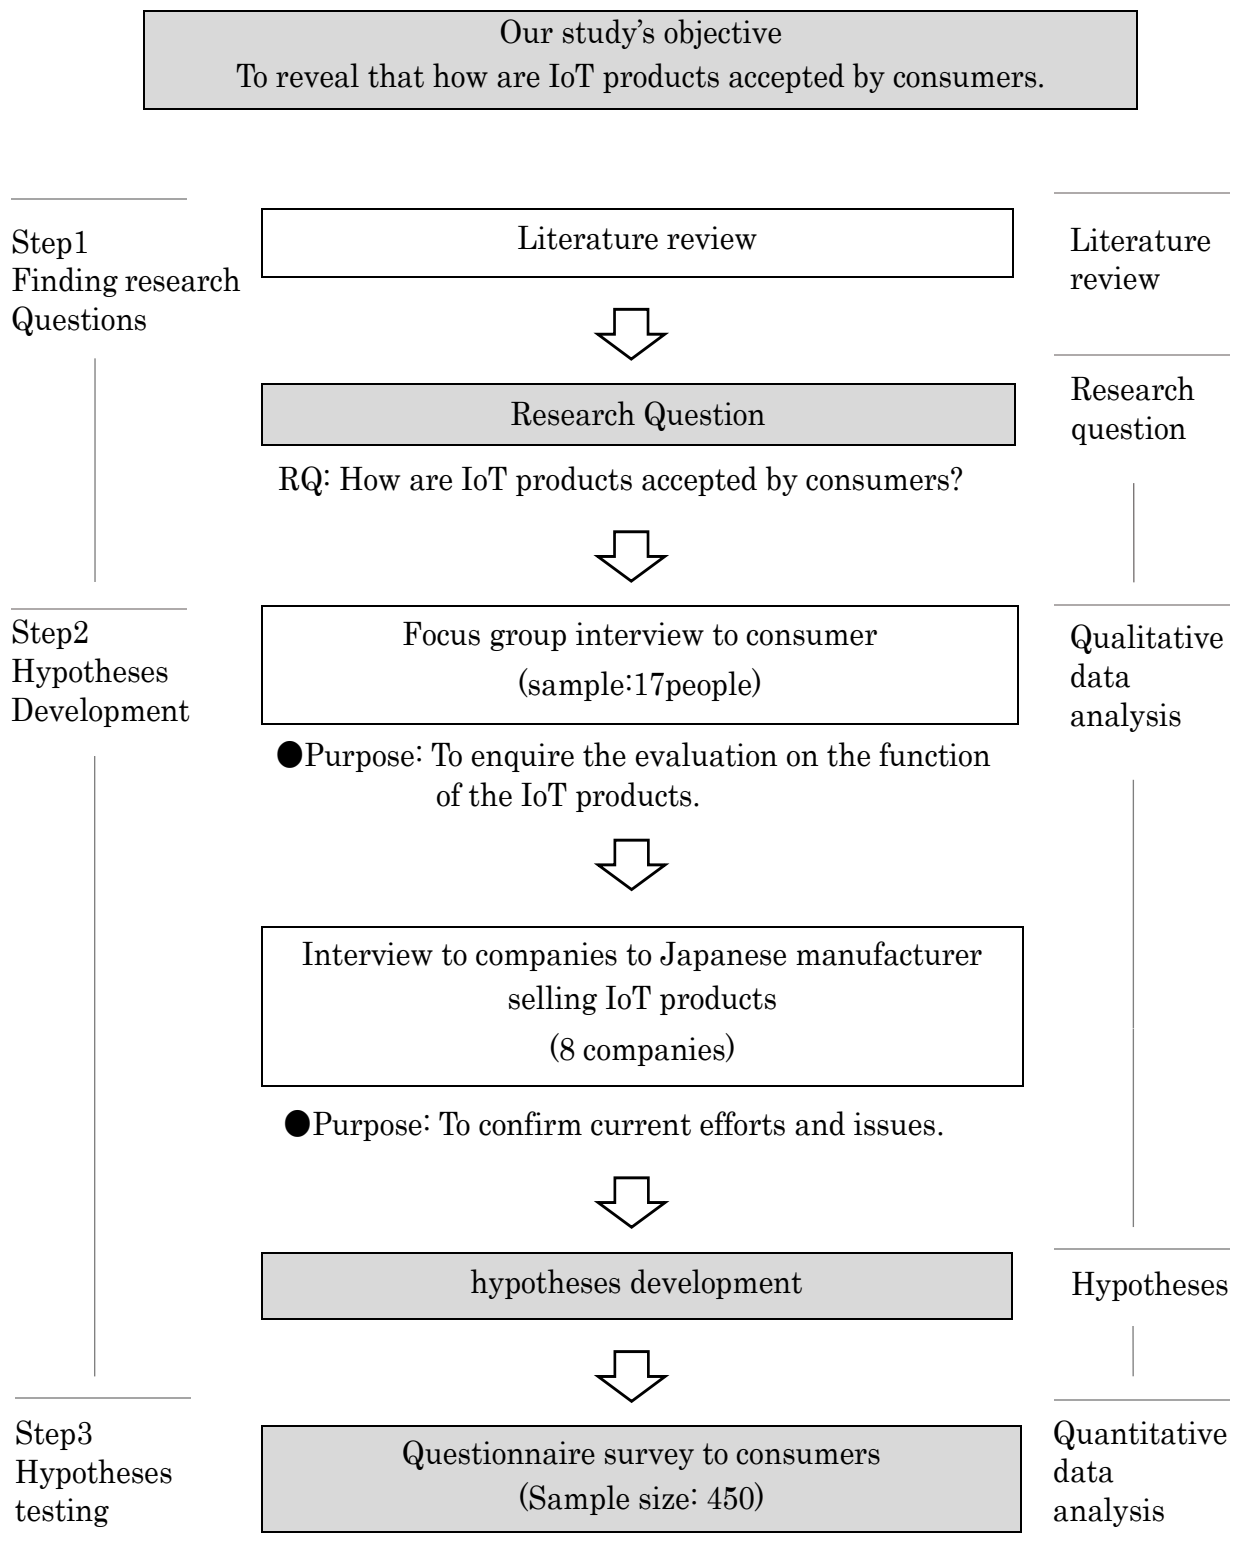 Our study's objective
To reveal that how are IoT products accepted by consumers.
Step1
Finding research
Questions
Literature review
Literature
review
Research Question
RQ: How are IoT products accepted by consumers?
Research
question
Step2
Hypotheses
Development
Focus group interview to consumer
(sample:17people)
●Purpose: To enquire the evaluation on the function
of the IoT products.
Qualitative
data
analysis
Interview to companies to Japanese manufacturer
selling IoT products
(8 companies)
●Purpose: To confirm current efforts and issues.
hypotheses development
Hypotheses
Step3
Hypotheses
testing
Questionnaire survey to consumers
(Sample size: 450)
Quantitative
data
analysis